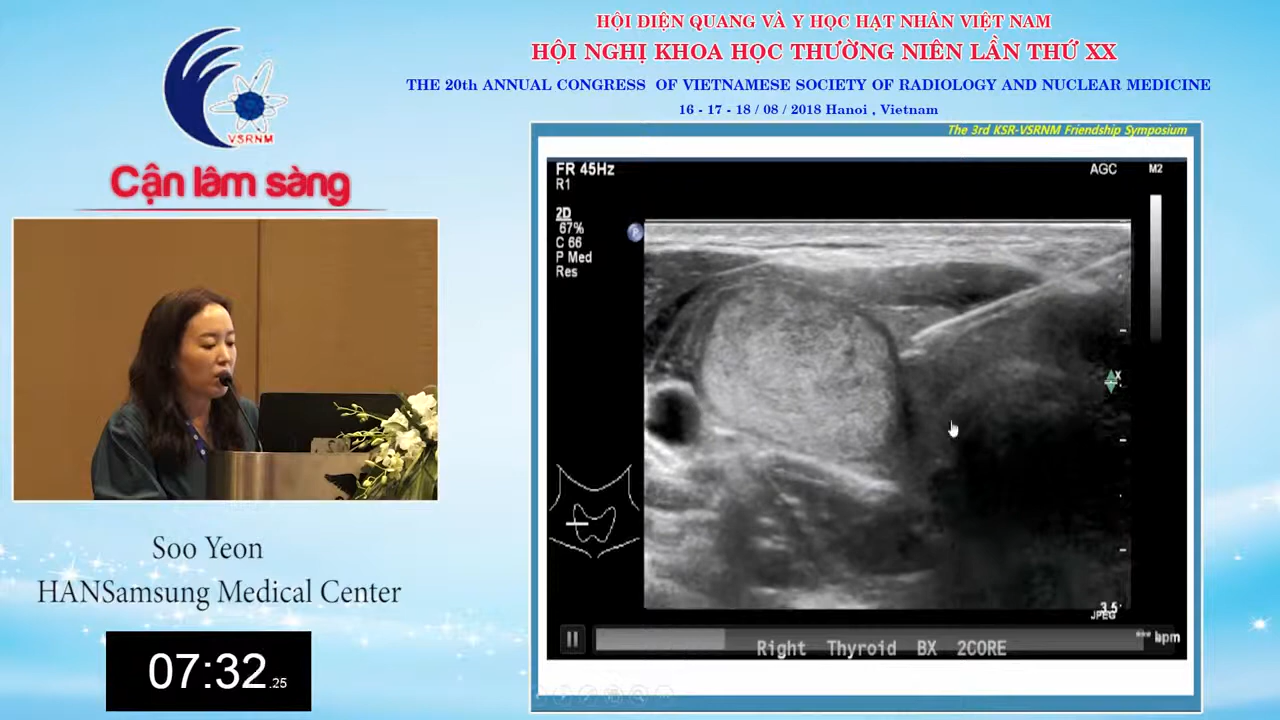 HỘI DIỆN QUANG VÀ Y HỌC HẠT NHÂN VIỆT NAM
HỘI NGHỊ KHOA HỌC THƯỜNG NIÊN LẦN THỨ XX
THE 20th ANNUAL CONGRESS OF VIETNAMESE SOCIETY OF RADIOLOGY AND NUCLEAR MEDICINE
16 - 17 - 18 / 08 / 2018 Hanoi , Vietnam
VSRNM
Cận lâm sàng
The 3rd KSR-VSRNM Friendship Symposium
FR 45Hz
R1
AGC
M2
2D
67%
C 66
P Med
Res
P
X
3.5
JPEG
*** bpm
Right Thyroid BX 2CORE
Soo Yeon
HANSamsung Medical Center
07:32.25